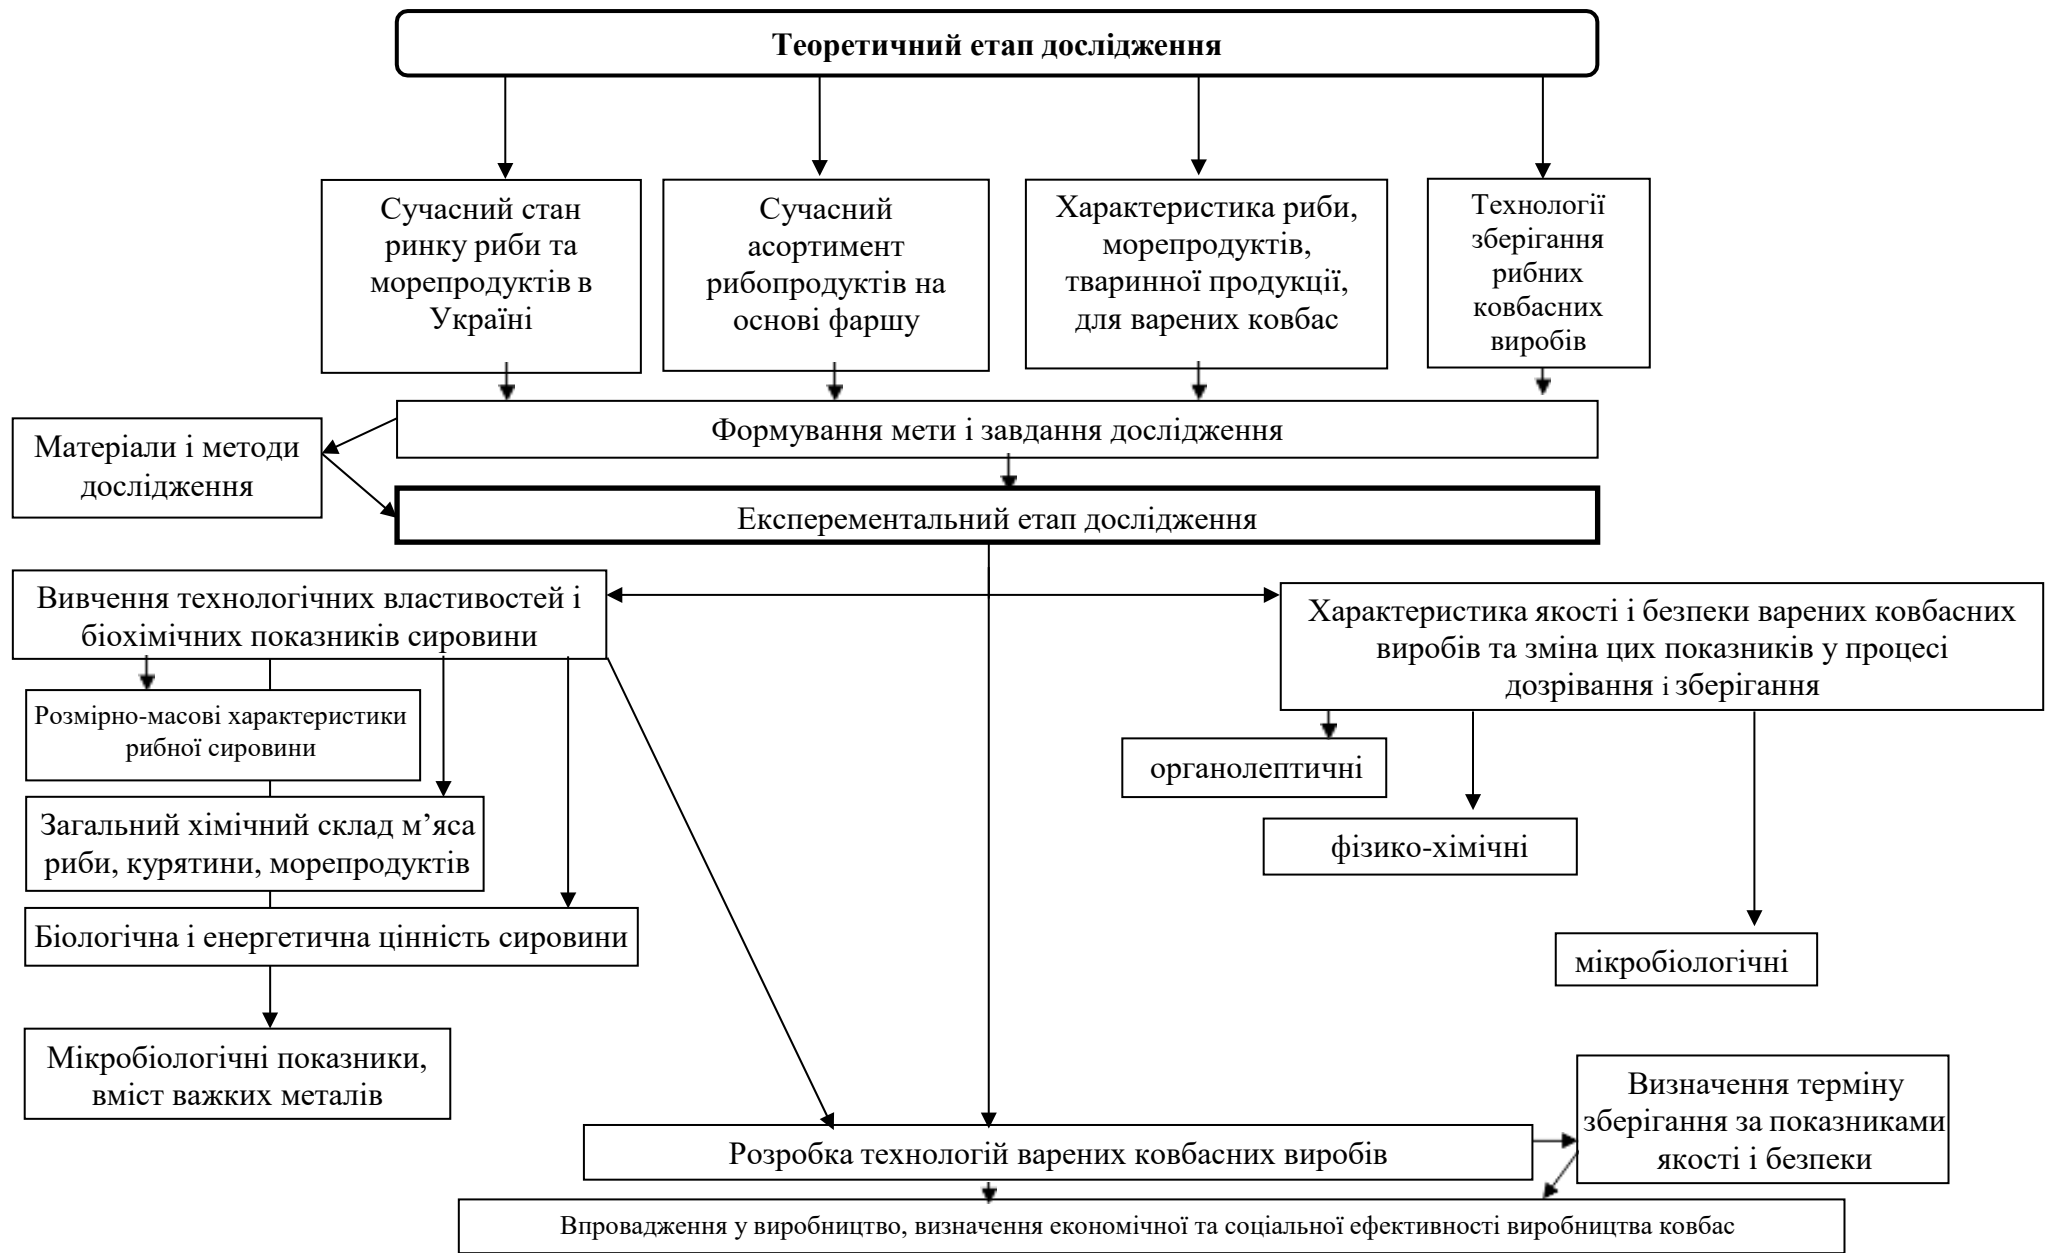 Теоретичний етап дослідження
Сучасний стан
ринку риби та
морепродуктів в
Україні
Сучасний
асортимент
рибопродуктів на
основі фаршу
Характеристика риби,
морепродуктів,
тваринної продукції,
для варених ковбас
Технології
зберігання
рибних
ковбасних
виробів
Формування мети і завдання дослідження
Матеріали і методи
дослідження
Експерементальний етап дослідження
Вивчення технологічних властивостей і
біохімічних показників сировини
Характеристика якості і безпеки варених ковбасних
виробів та зміна цих показників у процесі
дозрівання і зберігання
Розмірно-масові характеристики
рибної сировини
органолептичні
Загальний хімічний склад м’яса
риби, курятини, морепродуктів
фізико-хімічні
Біологічна і енергетична цінність сировини
мікробіологічні
Мікробіологічні показники,
вміст важких металів
Визначення терміну
зберігання за показниками
якості і безпеки
Розробка технологій варених ковбасних виробів
Впровадження у виробництво, визначення економічної та соціальної ефективності виробництва ковбас